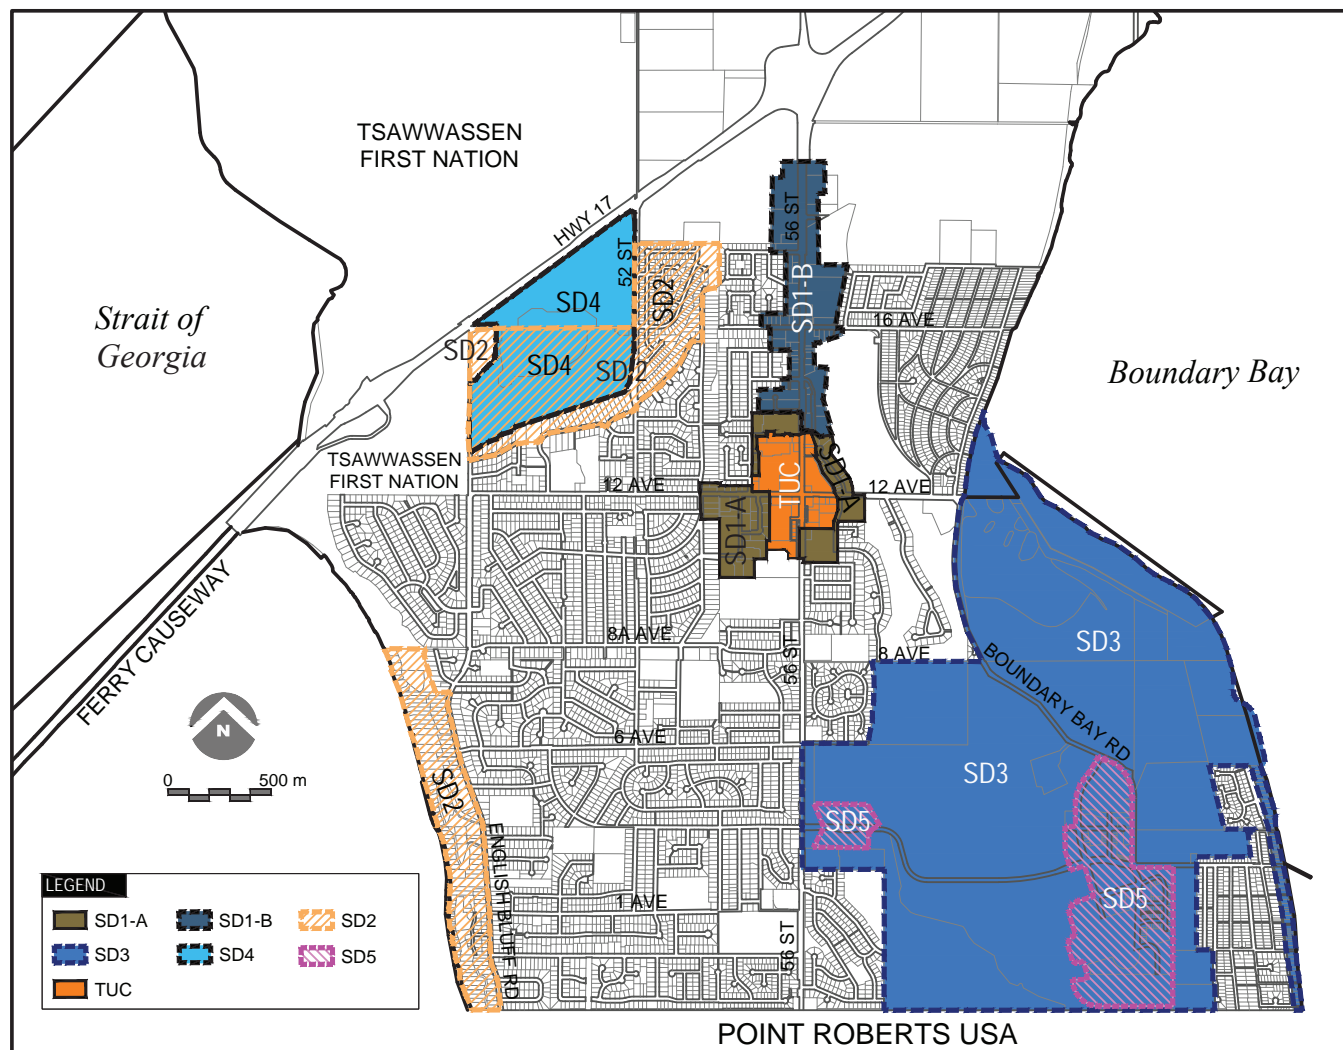 TSAWWASSEN
FIRST NATION
HWY 17
56 ST
52 ST
SD2
SD1-B
SD4
Strait of
Georgia
16 AVE
SD2
SD4
SD 2
Boundary Bay
TSAWWASSEN
FIRST NATION
12 AVE
TUC
SD1-A
12 AVE
SD1-A
FERRY CAUSEWAY
8A AVE
56 ST
8 AVE
SD3
BOUNDARY BAY RD
N
6 AVE
0
500 m
SD2
SD3
SD5
ENGLISH BLUFF RD
1 AVE
SD5
56 ST
LEGEND
SD1-A
SD1-B
SD2
SD3
SD4
SD5
TUC
POINT ROBERTS USA